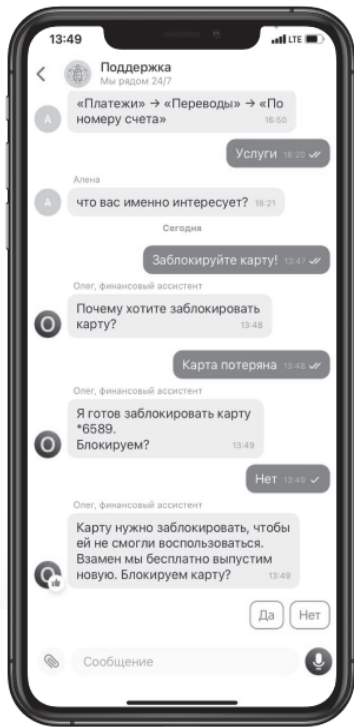 13:49
LTE
Поддержка
Мы рядом 24/7
«Платежи» → «Переводы» → «По
номеру счета»
16:50
А
Услуги 18:20
Алена
А
что вас именно интересует? 18:21
Сегодня
Заблокируйте карту! 13:47
Олег, финансовый ассистент
Почему хотите заблокировать
карту?
13:48
О
Карта потеряна 13:48
Олег, финансовый ассистент
Я готов заблокировать карту
*6589.
Блокируем?
13:49
О
Нет 13:49
Олег, финансовый ассистент
Карту нужно заблокировать, чтобы
ей не смогли воспользоваться.
Взамен мы бесплатно выпустим
новую. Блокируем карту?
13:49
О
Да Нет
Сообщение